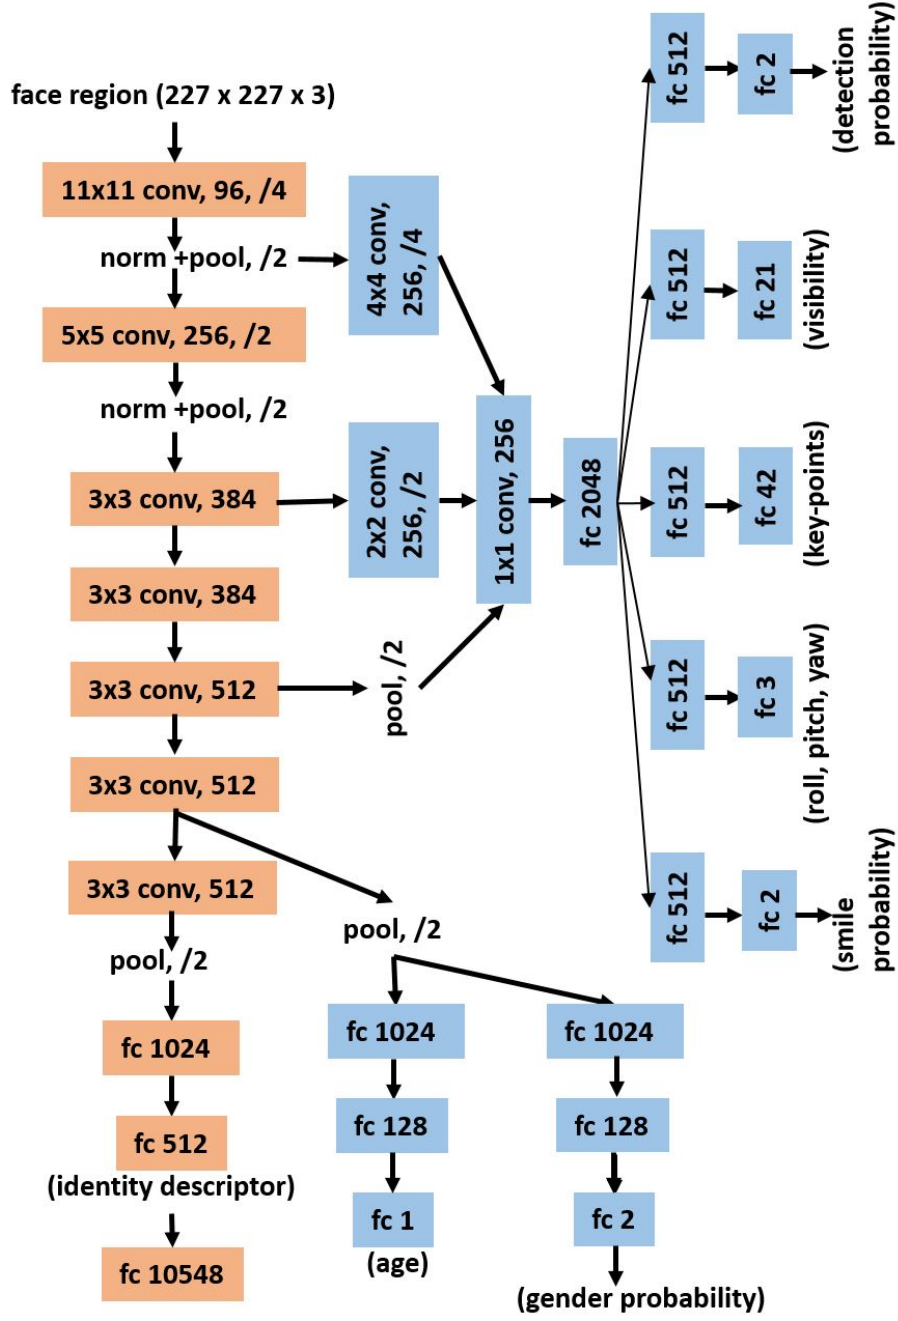 face region (227 x 227 x 3)
11x11 conv, 96, /4
norm +pool, /2
5x5 conv, 256, /2
norm +pool, /2
3x3 conv, 384
3x3 conv, 384
3x3 conv, 512
3x3 conv, 512
3x3 conv, 512
pool, /2
fc 1024
fc 512
(identity descriptor)
fc 10548
4x4 conv,
256, /4
2x2 conv,
256, /2
pool, /2
1x1 conv, 256
fc 2048
fc 512
fc 2
(detection
probability)
fc 512
fc 21
(visibility)
fc 512
fc 42
(key-points)
fc 512
fc 3
(roll, pitch, yaw)
fc 512
fc 2
(smile
probability)
pool, /2
fc 1024
fc 128
fc 1
(age)
fc 1024
fc 128
fc 2
(gender probability)